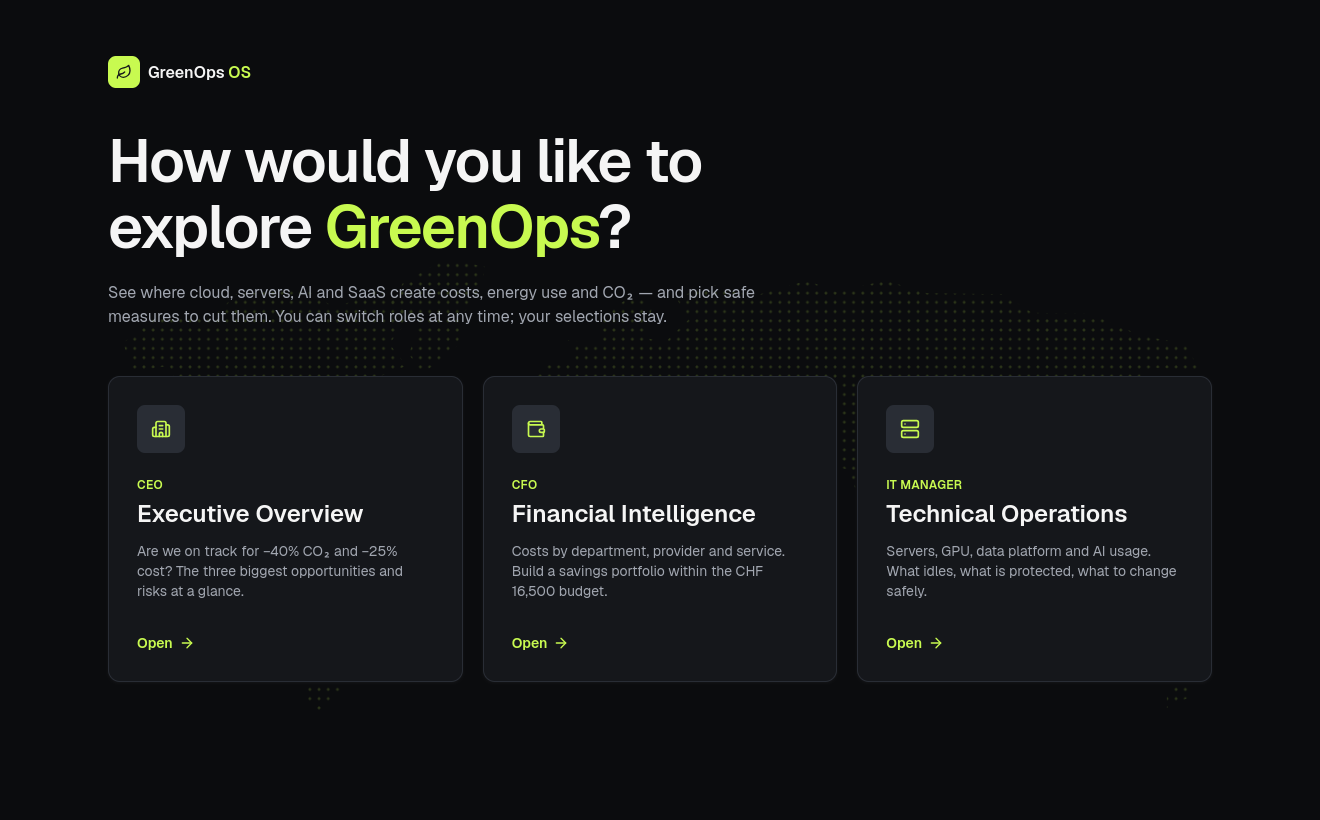 GreenOps OS
How would you like to
explore GreenOps?
See where cloud, servers, AI and SaaS create costs, energy use and CO₂ — and pick safe
measures to cut them. You can switch roles at any time; your selections stay.
CEO
Executive Overview
Are we on track for −40% CO₂ and −25%
cost? The three biggest opportunities and
risks at a glance.
Open →
CFO
Financial Intelligence
Costs by department, provider and service.
Build a savings portfolio within the CHF
16,500 budget.
Open →
IT MANAGER
Technical Operations
Servers, GPU, data platform and AI usage.
What idles, what is protected, what to change
safely.
Open →